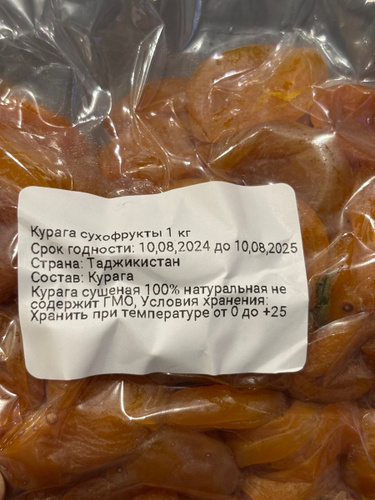 Курага сухофрукты 1 кг
Срок годности: 10,08,2024 до 10,08,2025
Страна: Таджикистан
Состав: Курага
Курага сушеная 100% натуральная не
содержит ГМО, Условия хранения:
Хранить при температуре от 0 до +25